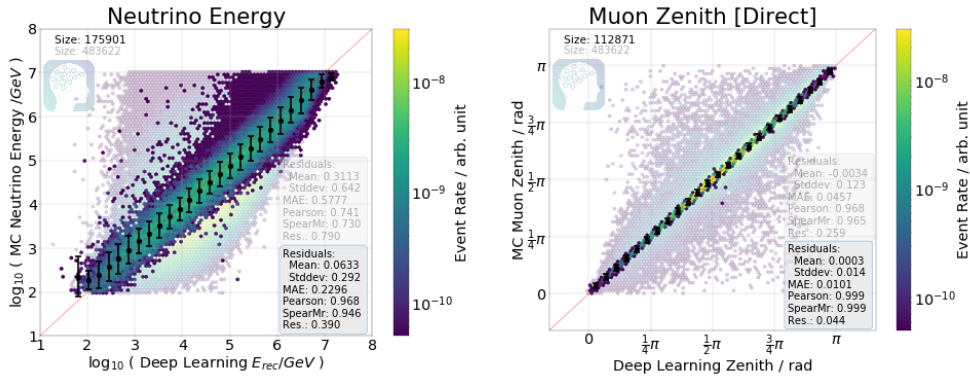 Neutrino Energy
Size: 175901
Size: 483622
8
7
6
5
4
3
2
1
log10 ( MC Neutrino Energy /GeV )
1
2
3
4
5
6
7
8
log10 ( Deep Learning Erec/GeV )
Residuals:
Mean: 0.3113
Stddev: 0.642
MAE: 0.5777
Pearson: 0.741
SpearMr: 0.730
Res.: 0.790
Residuals:
Mean: 0.0633
Stddev: 0.292
MAE: 0.2296
Pearson: 0.968
SpearMr: 0.946
Res.: 0.390
10⁻⁸
10⁻⁹
10⁻¹⁰
Event Rate / arb. unit
Muon Zenith [Direct]
Size: 112871
Size: 483622
π
3/4π
1/2π
1/4π
0
MC Muon Zenith / rad
0
1/4π
1/2π
3/4π
π
Deep Learning Zenith / rad
Residuals:
Mean: -0.0034
Stddev: 0.123
MAE: 0.0457
Pearson: 0.968
SpearMr: 0.965
Res.: 0.259
Residuals:
Mean: 0.0003
Stddev: 0.014
MAE: 0.0101
Pearson: 0.999
SpearMr: 0.999
Res.: 0.044
10⁻⁸
10⁻⁹
10⁻¹⁰
Event Rate / arb. unit